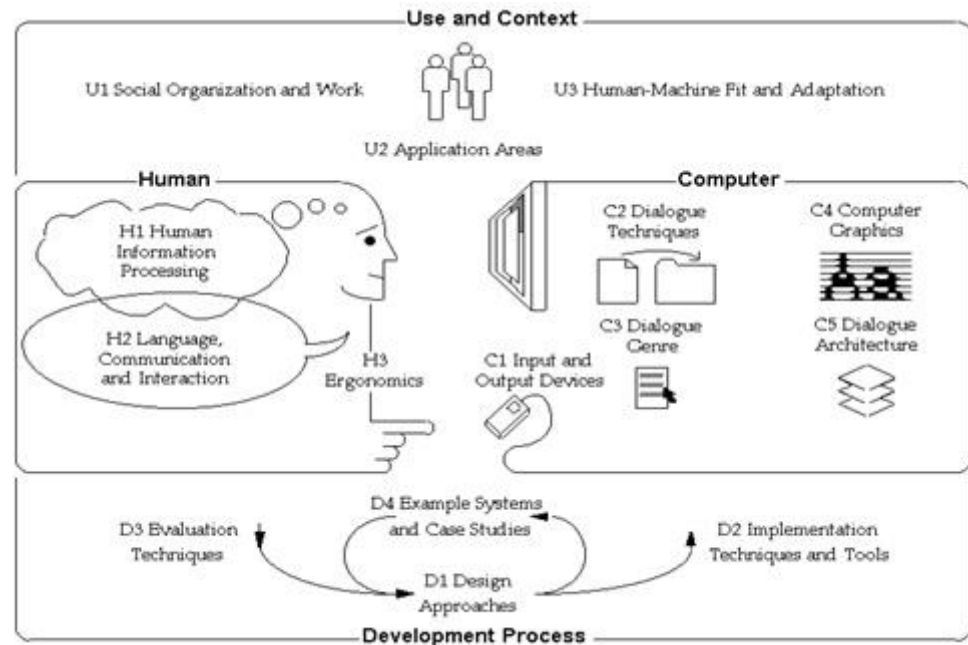 Use and Context
U1 Social Organization and Work
U3 Human-Machine Fit and Adaptation
U2 Application Areas
Human
H1 Human
Information
Processing
H2 Language,
Communication
and Interaction
H3
Ergonomics
Computer
C2 Dialogue
Techniques
C4 Computer
Graphics
C3 Dialogue
Genre
C5 Dialogue
Architecture
C1 Input and
Output Devices
D4 Example Systems
and Case Studies
D3 Evaluation
Techniques
D2 Implementation
Techniques and Tools
D1 Design
Approaches
Development Process